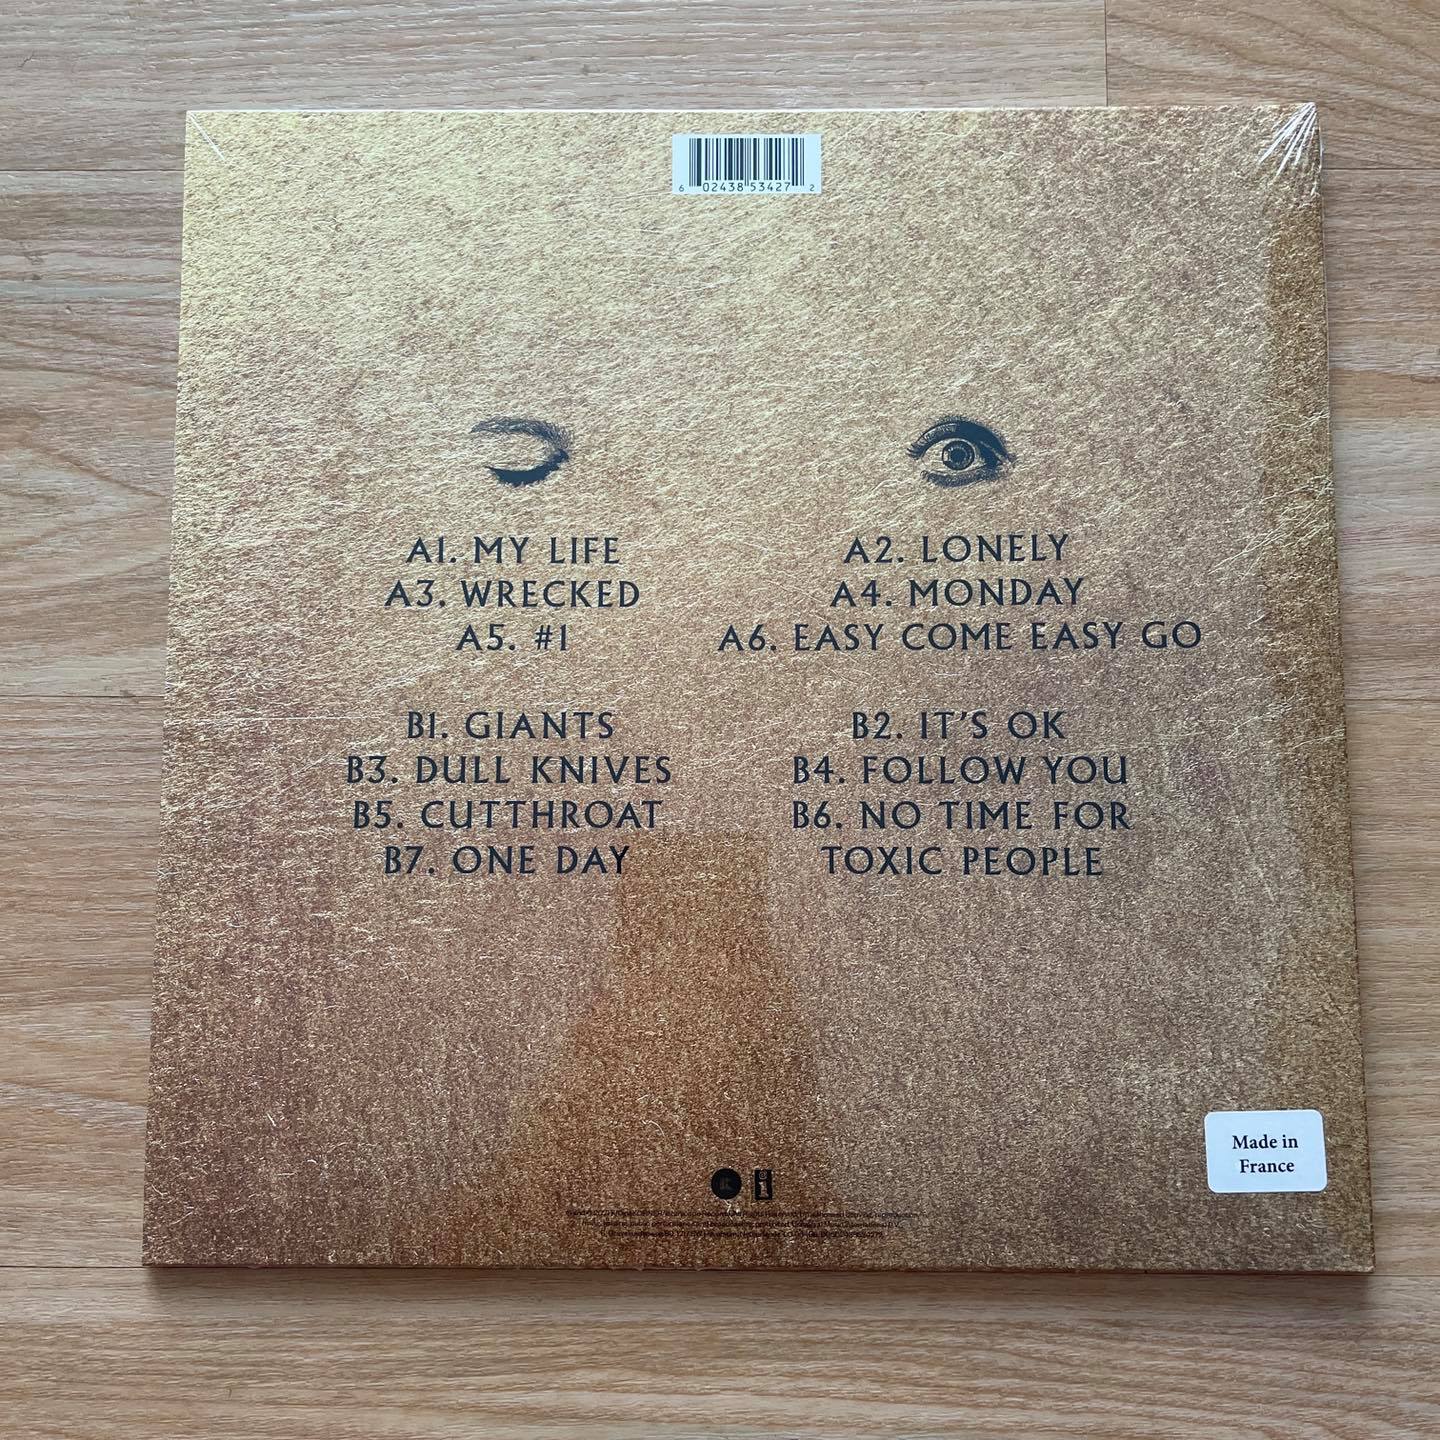 6 02438 53427 2
A1. MY LIFE
A2. LONELY
A3. WRECKED
A4. MONDAY
A5. #1
A6. EASY COME EASY GO
B1. GIANTS
B2. IT'S OK
B3. DULL KNIVES
B4. FOLLOW YOU
B5. CUTTHROAT
B6. NO TIME FOR
TOXIC PEOPLE
B7. ONE DAY
Made in
France